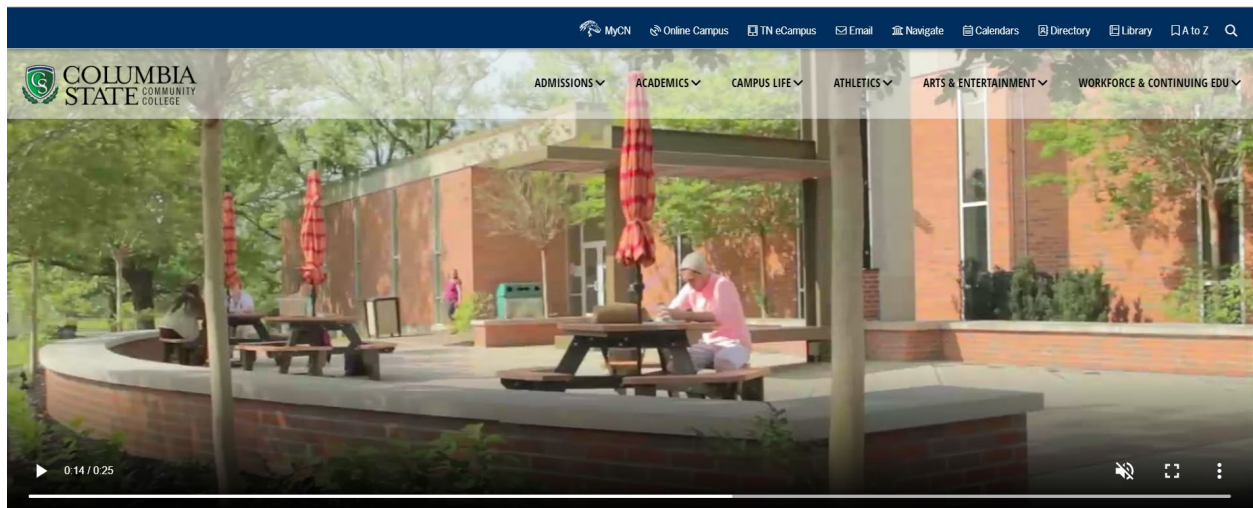 MyCN Online Campus TN eCampus Email Navigate Calendars Directory Library A to Z
COLUMBIA
STATE COMMUNITY
COLLEGE
ADMISSIONS ACADEMICS CAMPUS LIFE ATHLETICS ARTS & ENTERTAINMENT WORKFORCE & CONTINUING EDU
0:14 / 0:25